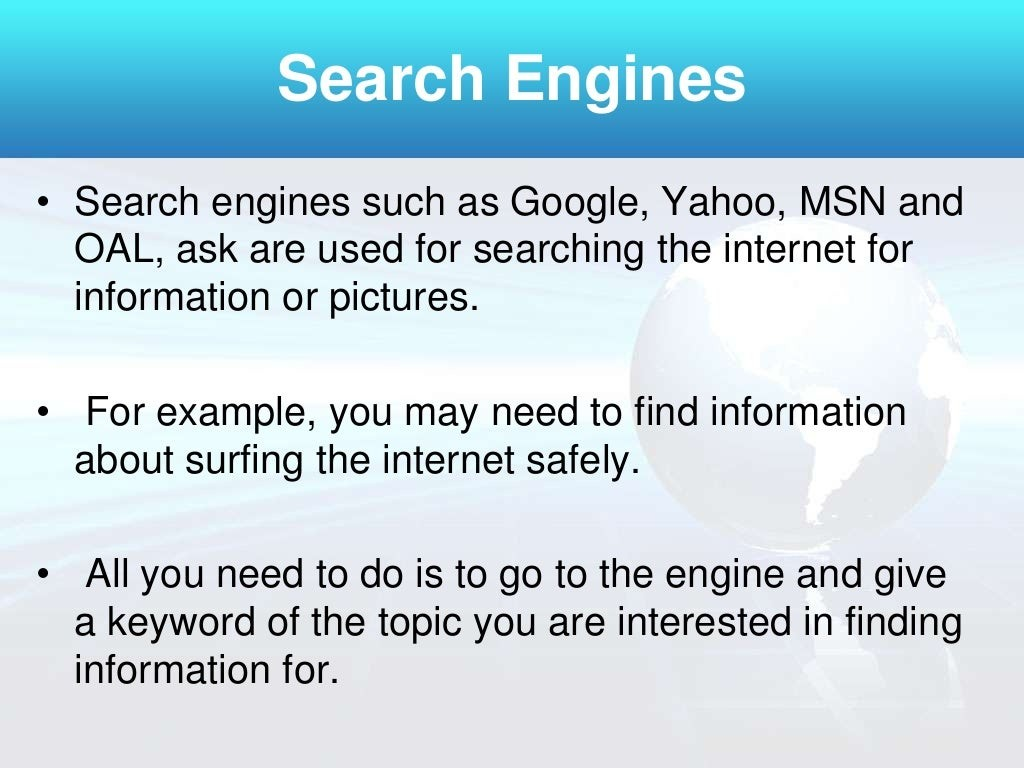 Search Engines
• Search engines such as Google, Yahoo, MSN and
OAL, ask are used for searching the internet for
information or pictures.
• For example, you may need to find information
about surfing the internet safely.
• All you need to do is to go to the engine and give
a keyword of the topic you are interested in finding
information for.